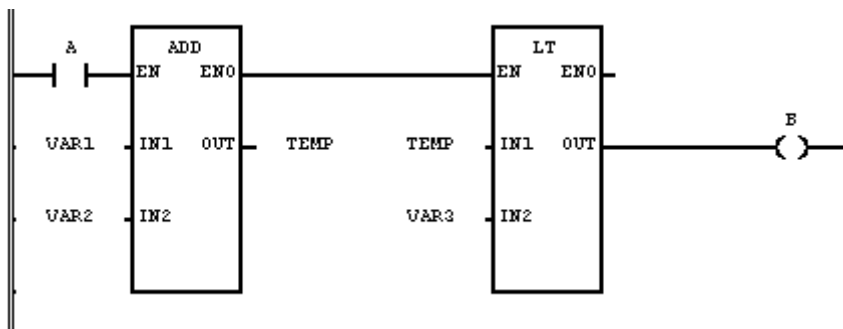 A ADD LT
EN ENO EN ENO
B
VAR1 IN1 OUT TEMP TEMP IN1 OUT
VAR2 IN2 VAR3 IN2